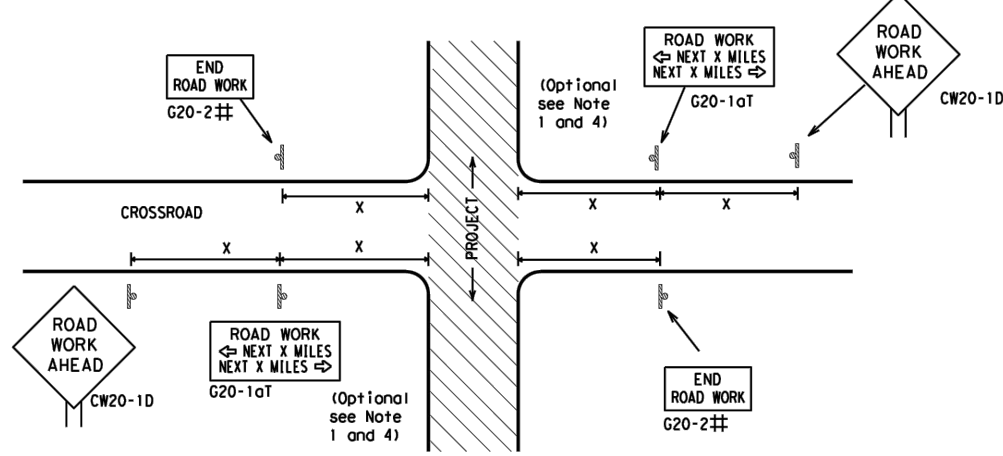 ROAD
WORK
AHEAD
CW20-1D
ROAD WORK
⇦ NEXT X MILES
NEXT X MILES ⇨
G20-1aT
(Optional
see Note
1 and 4)
END
ROAD WORK
G20-2#
X
X
X
CROSSROAD
PROJECT
X
X
X
ROAD
WORK
AHEAD
CW20-1D
ROAD WORK
⇦ NEXT X MILES
NEXT X MILES ⇨
G20-1aT
(Optional
see Note
1 and 4)
END
ROAD WORK
G20-2#